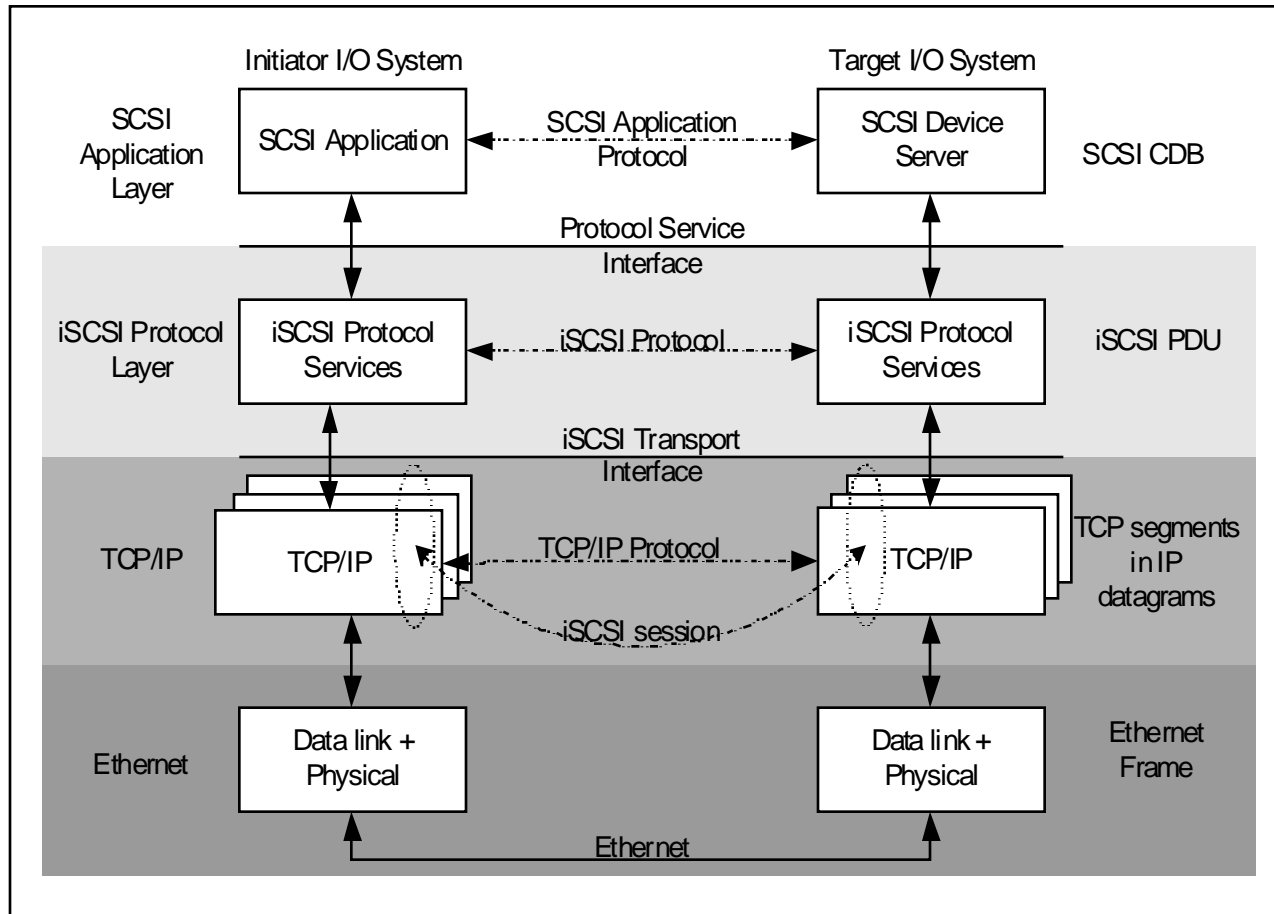 Initiator I/O System
Target I/O System
SCSI
Application
Layer
SCSI Application
SCSI Application
Protocol
SCSI Device
Server
SCSI CDB
Protocol Service
Interface
iSCSI Protocol
Layer
iSCSI Protocol
Services
iSCSI Protocol
iSCSI Protocol
Services
iSCSI PDU
iSCSI Transport
Interface
TCP/IP
TCP/IP
TCP/IP Protocol
iSCSI session
TCP/IP
TCP segments
in IP
datagrams
Ethernet
Data link +
Physical
Data link +
Physical
Ethernet
Frame
Ethernet